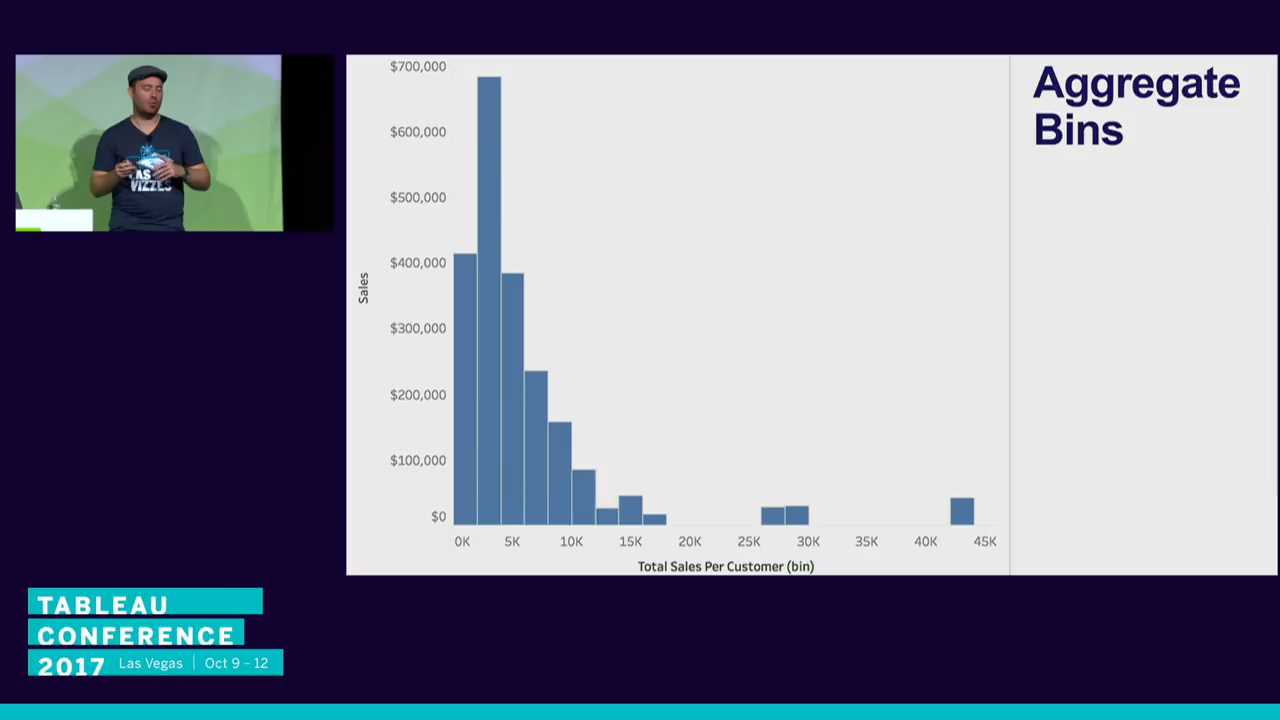 Aggregate
Bins
$700,000
$600,000
$500,000
$400,000
$300,000
$200,000
$100,000
$0
Sales
0K 5K 10K 15K 20K 25K 30K 35K 40K 45K
Total Sales Per Customer (bin)
LAS
VIZZES
TABLEAU
CONFERENCE
2017 Las Vegas | Oct 9 – 12